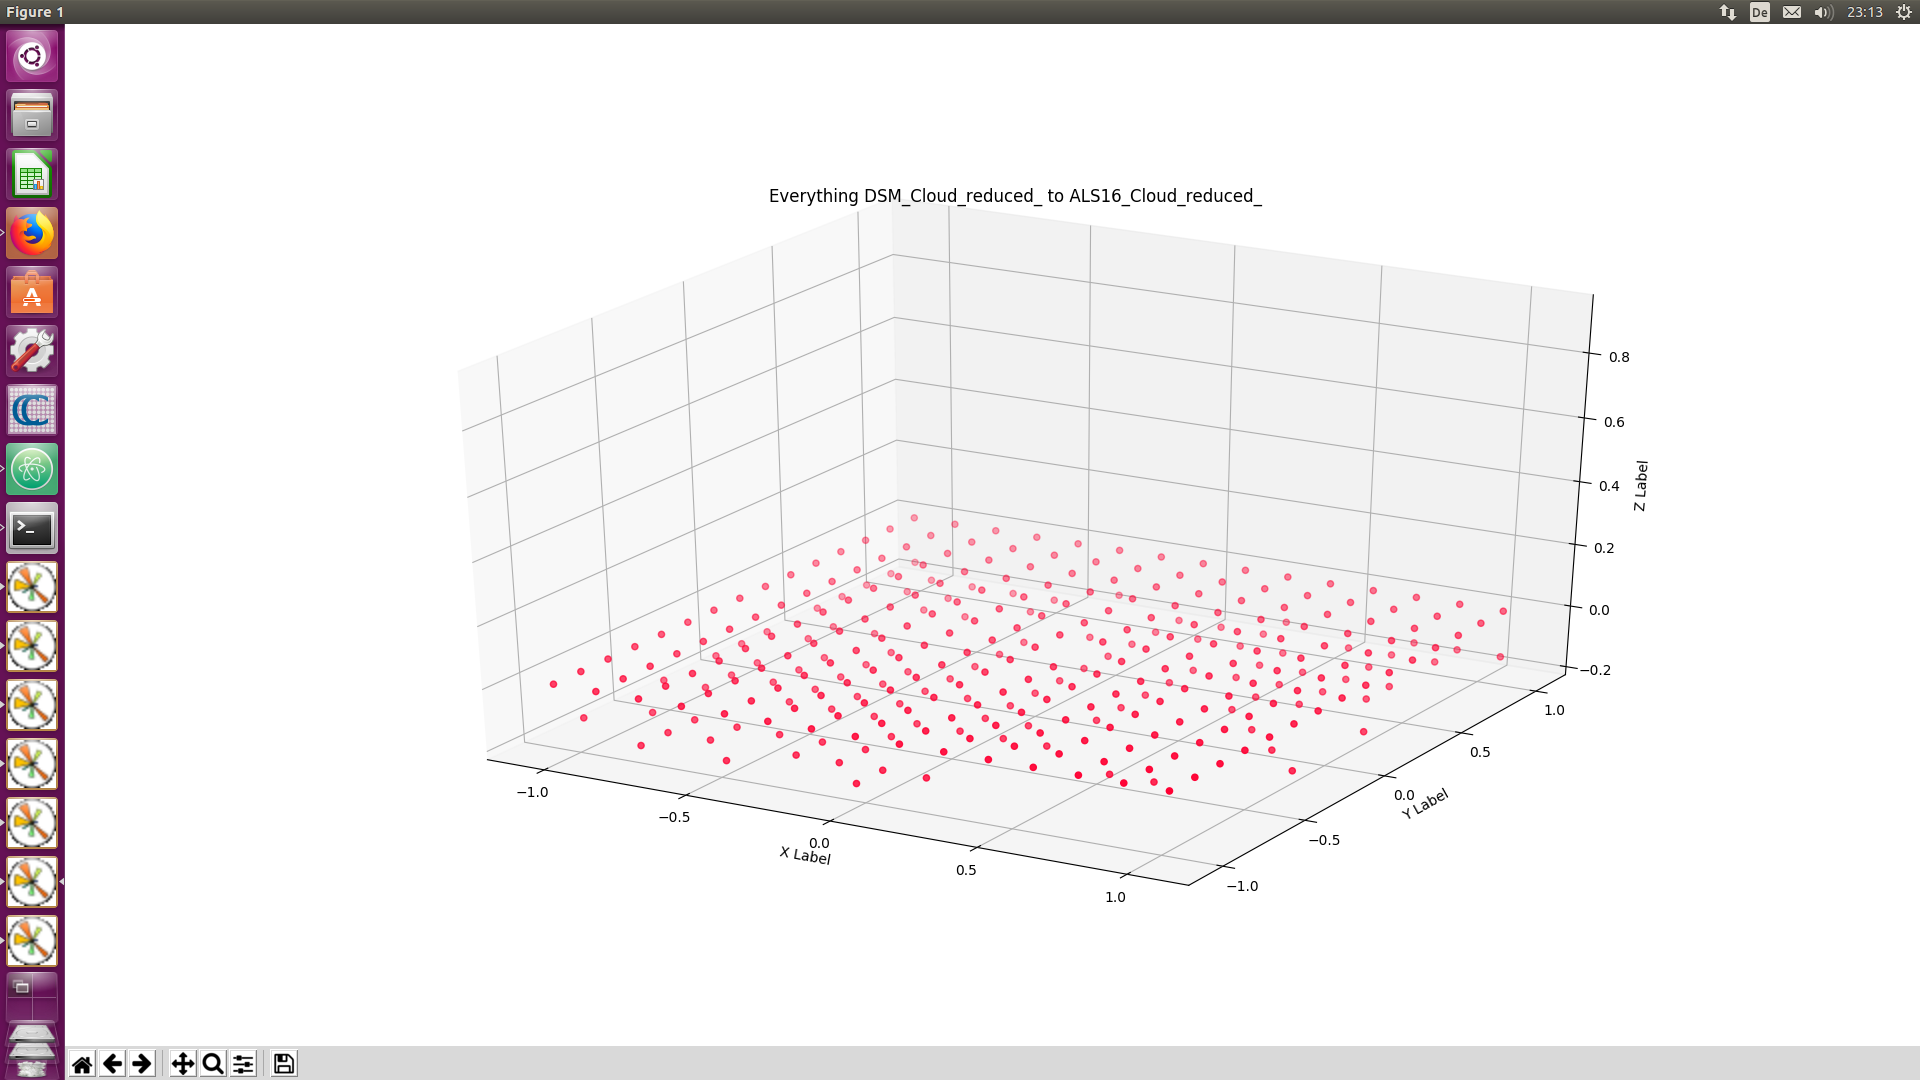 Figure 1
De
23:13
Everything DSM_Cloud_reduced_ to ALS16_Cloud_reduced_
0.8
0.6
0.4
0.2
0.0
−0.2
Z Label
1.0
0.5
0.0
−0.5
−1.0
Y Label
−1.0
−0.5
0.0
0.5
1.0
X Label